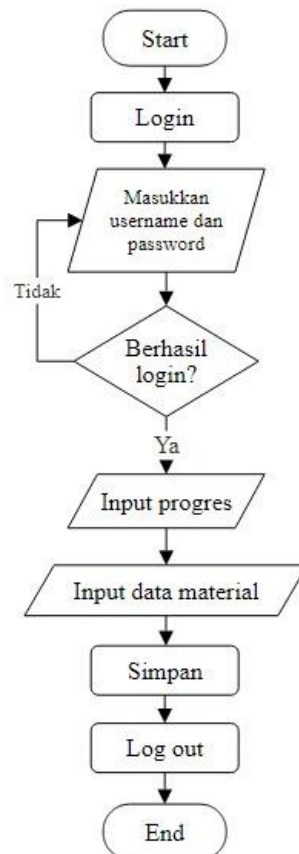 Start
Login
Masukkan
username dan
password
Tidak
Berhasil
login?
Ya
Input progres
Input data material
Simpan
Log out
End